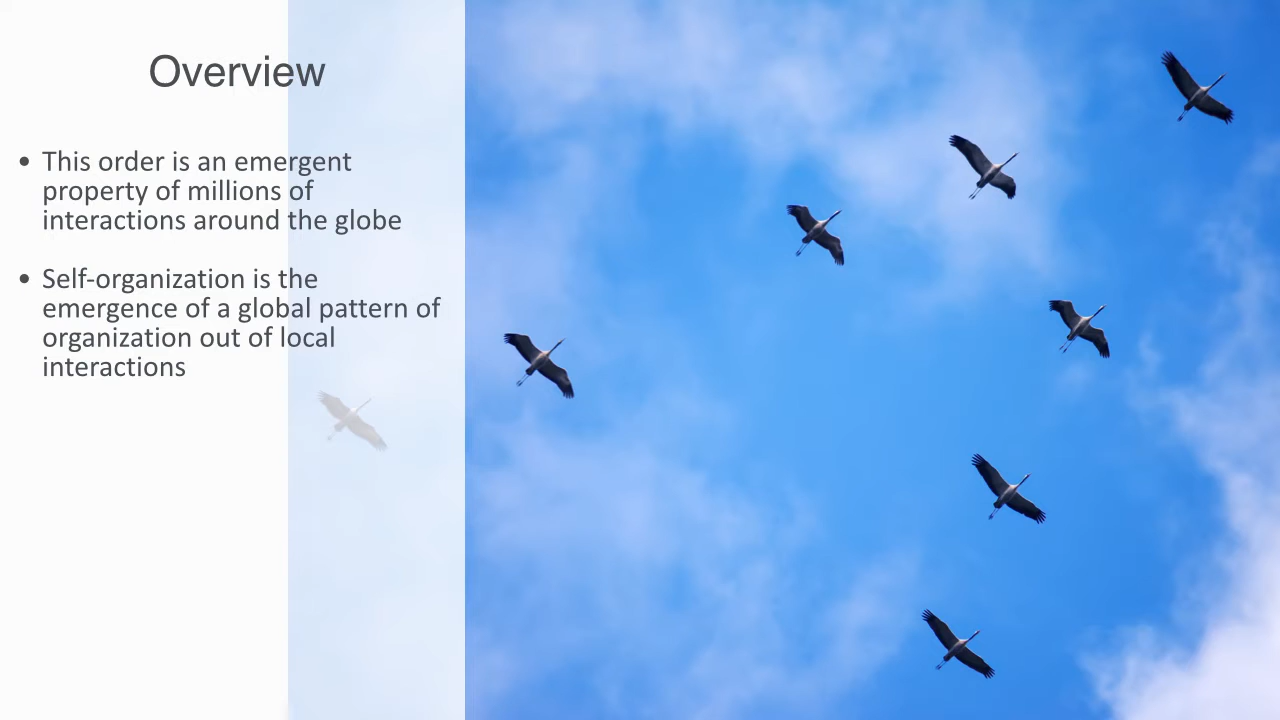 Overview
• This order is an emergent
property of millions of
interactions around the globe
• Self-organization is the
emergence of a global pattern of
organization out of local
interactions